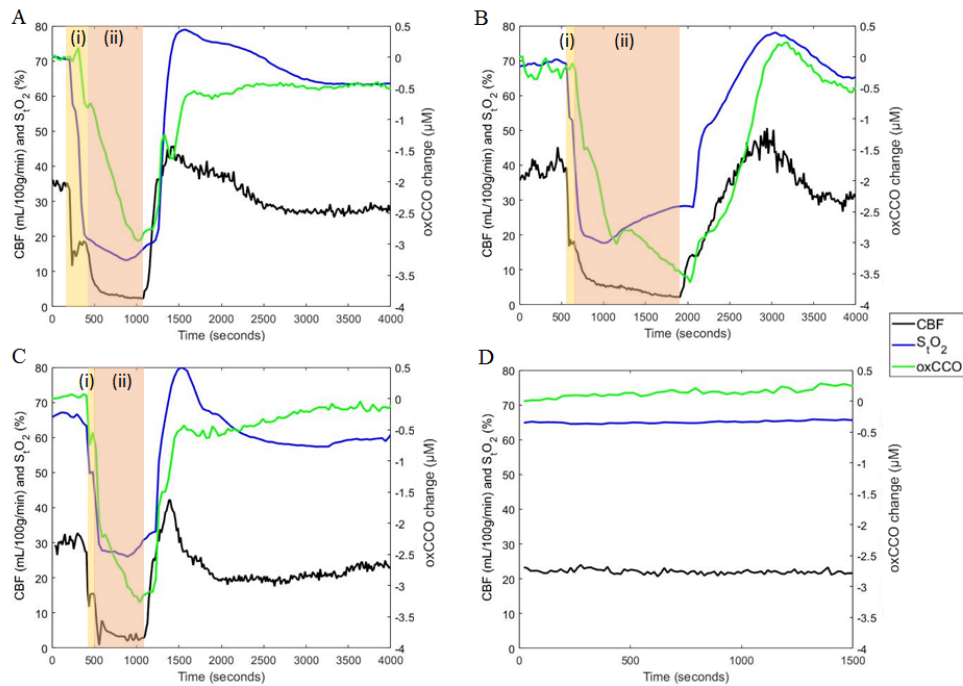 A
B
(i)
(ii)
(i)
(ii)
80
70
60
50
40
30
20
10
0
CBF (mL/100g/min) and StO2 (%)
0.5
0
-0.5
-1
-1.5
-2
-2.5
-3
-3.5
-4
oxCCO change (μM)
0 500 1000 1500 2000 2500 3000 3500 4000
Time (seconds)
80
70
60
50
40
30
20
10
0
CBF (mL/100g/min) and StO2 (%)
0.5
0
-0.5
-1
-1.5
-2
-2.5
-3
-3.5
-4
oxCCO change (μM)
0 500 1000 1500 2000 2500 3000 3500 4000
Time (seconds)
CBF
StO2
oxCCO
C
D
(i)
(ii)
80
70
60
50
40
30
20
10
0
CBF (mL/100g/min) and StO2 (%)
0.5
0
-0.5
-1
-1.5
-2
-2.5
-3
-3.5
-4
oxCCO change (μM)
0 500 1000 1500 2000 2500 3000 3500 4000
Time (seconds)
80
70
60
50
40
30
20
10
0
CBF (mL/100g/min) and StO2 (%)
0.5
0
-0.5
-1
-1.5
-2
-2.5
-3
-3.5
-4
oxCCO change (μM)
0 500 1000 1500
Time (seconds)